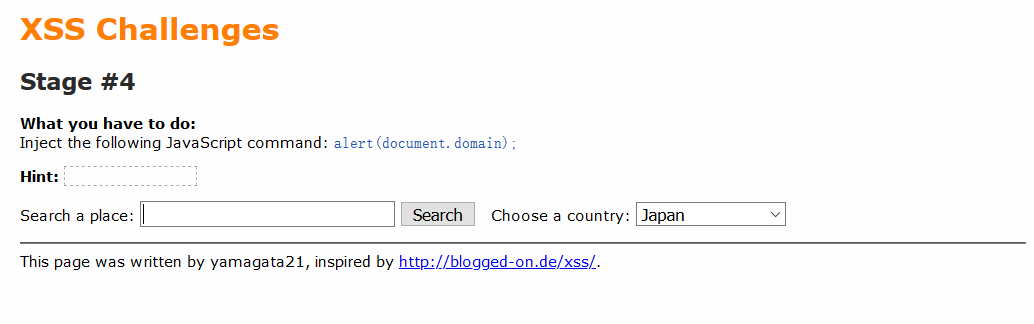 XSS Challenges
Stage #4
What you have to do:
Inject the following JavaScript command: alert(document.domain);
Hint:
Search a place: Search Choose a country: Japan
This page was written by yamagata21, inspired by http://blogged-on.de/xss/.